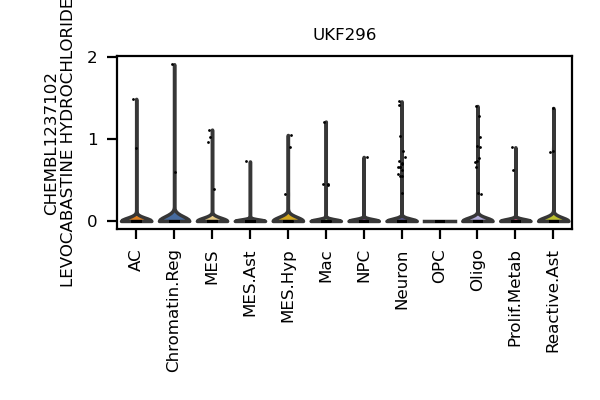 UKF296
CHEMBL1237102
LEVOCABASTINE HYDROCHLORIDE
2
1
0
AC
Chromatin.Reg
MES
MES.Ast
MES.Hyp
Mac
NPC
Neuron
OPC
Oligo
Prolif.Metab
Reactive.Ast